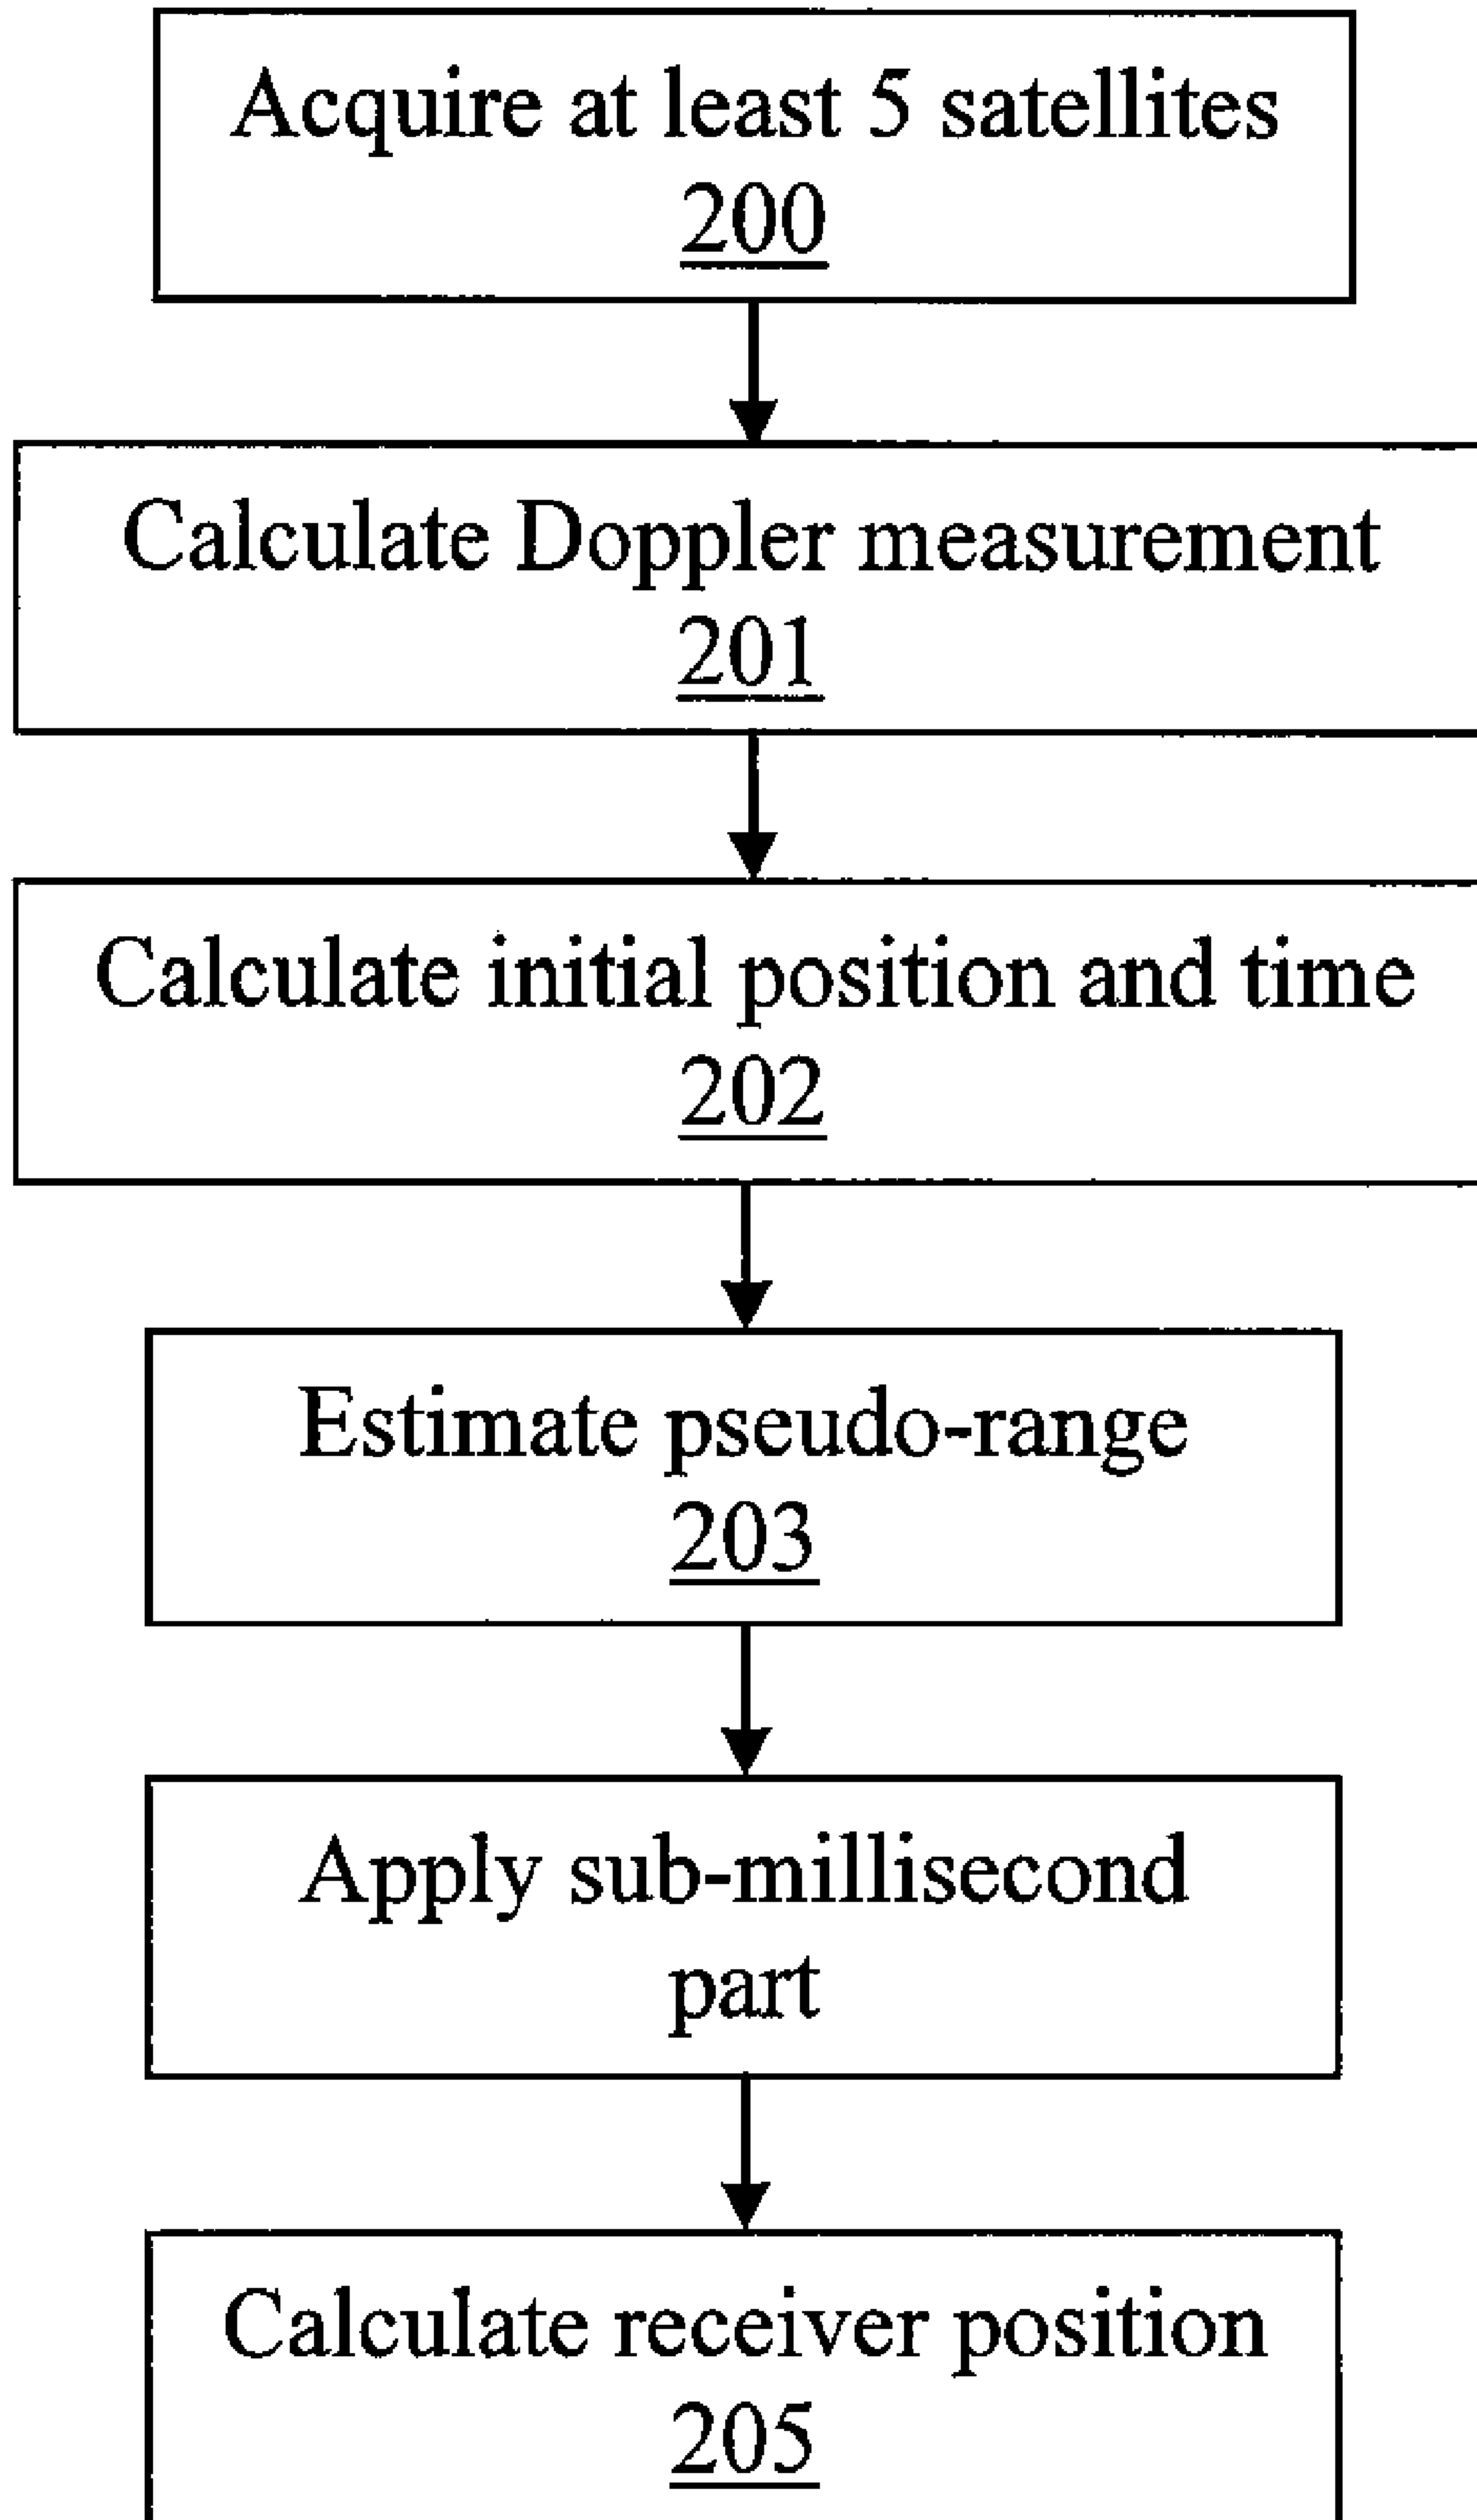 Acquire at least 5 satellites
200
Calculate Doppler measurement
201
Calculate initial position and time
202
Estimate pseudo-range
203
Apply sub-millisecond
part
Calculate receiver position
205